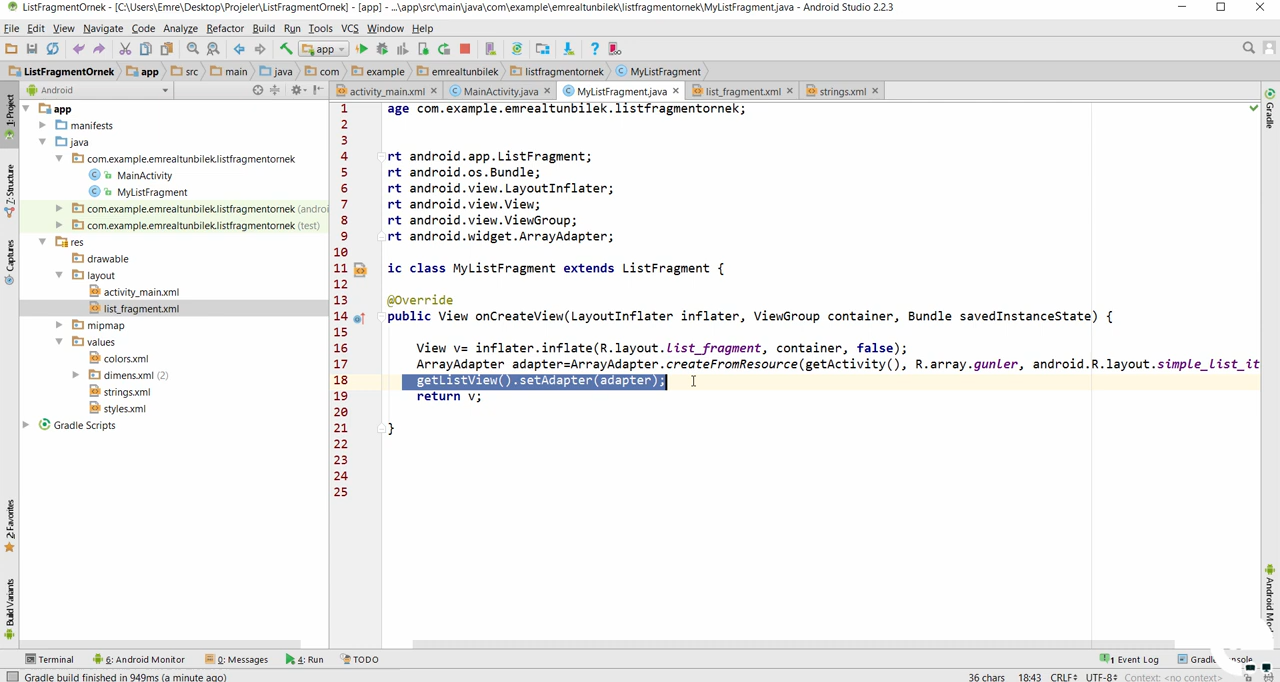 ListFragmentOrnek - [C:\Users\Emre\Desktop\Projeler\ListFragmentOrnek] - [app] - ...\app\src\main\java\com\example\emrealtunbilek\listfragmentornek\MyListFragment.java - Android Studio 2.2.3
File Edit View Navigate Code Analyze Refactor Build Run Tools VCS Window Help
app
ListFragmentOrnek app src main java com example emrealtunbilek listfragmentornek MyListFragment
Android
activity_main.xml MainActivity.java MyListFragment.java list_fragment.xml strings.xml
1: Project
Z: Structure
Captures
2: Favorites
Build Variants
app
manifests
java
com.example.emrealtunbilek.listfragmentornek
MainActivity
MyListFragment
com.example.emrealtunbilek.listfragmentornek (androi
com.example.emrealtunbilek.listfragmentornek (test)
res
drawable
layout
activity_main.xml
list_fragment.xml
mipmap
values
colors.xml
dimens.xml (2)
strings.xml
styles.xml
Gradle Scripts
1 age com.example.emrealtunbilek.listfragmentornek;
2
3
4 rt android.app.ListFragment;
5 rt android.os.Bundle;
6 rt android.view.LayoutInflater;
7 rt android.view.View;
8 rt android.view.ViewGroup;
9 rt android.widget.ArrayAdapter;
10
11 ic class MyListFragment extends ListFragment {
12
13 @Override
14 public View onCreateView(LayoutInflater inflater, ViewGroup container, Bundle savedInstanceState) {
15
16 View v= inflater.inflate(R.layout.list_fragment, container, false);
17 ArrayAdapter adapter=ArrayAdapter.createFromResource(getActivity(), R.array.gunler, android.R.layout.simple_list_it
18 getListView().setAdapter(adapter);
19 return v;
20
21 }
22
23
24
25
Gradle
Android Mo
Terminal 6: Android Monitor 0: Messages 4: Run TODO 1 Event Log Gradle Console
Gradle build finished in 949ms (a minute ago) 36 chars 18:43 CRLF UTF-8 Context: <no context>